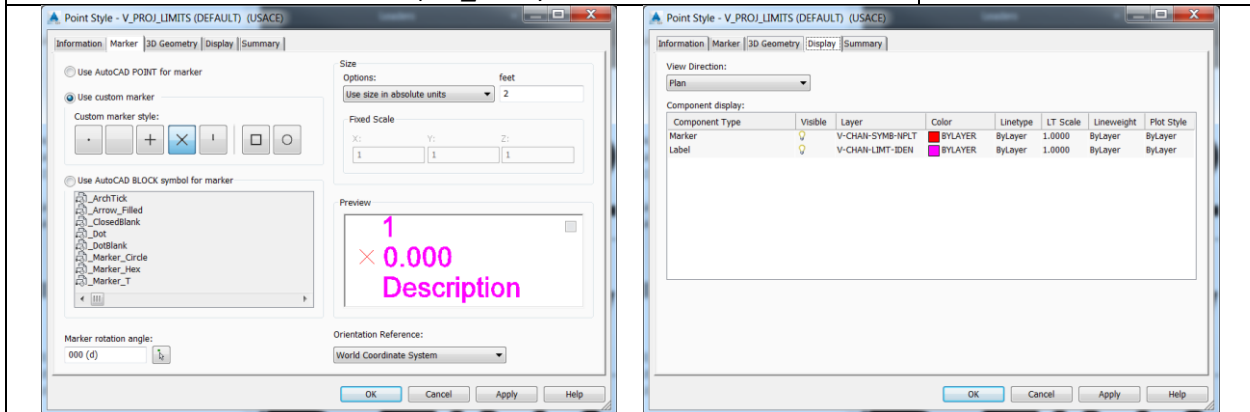 Point Style - V_PROJ_LIMITS (DEFAULT) (USACE)
Information Marker 3D Geometry Display Summary
Use AutoCAD POINT for marker
Use custom marker
Custom marker style:
Use AutoCAD BLOCK symbol for marker
_ArchTick
_Arrow_Filled
_ClosedBlank
_Dot
_DotBlank
_Marker_Circle
_Marker_Hex
_Marker_T
Marker rotation angle:
000 (d)
Size
Options: feet
Use size in absolute units 2
Fixed Scale
X: Y: Z:
1 1 1
Preview
1
0.000
Description
Orientation Reference:
World Coordinate System
OK Cancel Apply Help
Point Style - V_PROJ_LIMITS (DEFAULT) (USACE)
Information Marker 3D Geometry Display Summary
View Direction:
Plan
Component display:
Component Type Visible Layer Color Linetype LT Scale Lineweight Plot Style
Marker V-CHAN-SYMB-NPLT BYLAYER ByLayer 1.0000 ByLayer ByLayer
Label V-CHAN-LIMT-IDEN BYLAYER ByLayer 1.0000 ByLayer ByLayer
OK Cancel Apply Help